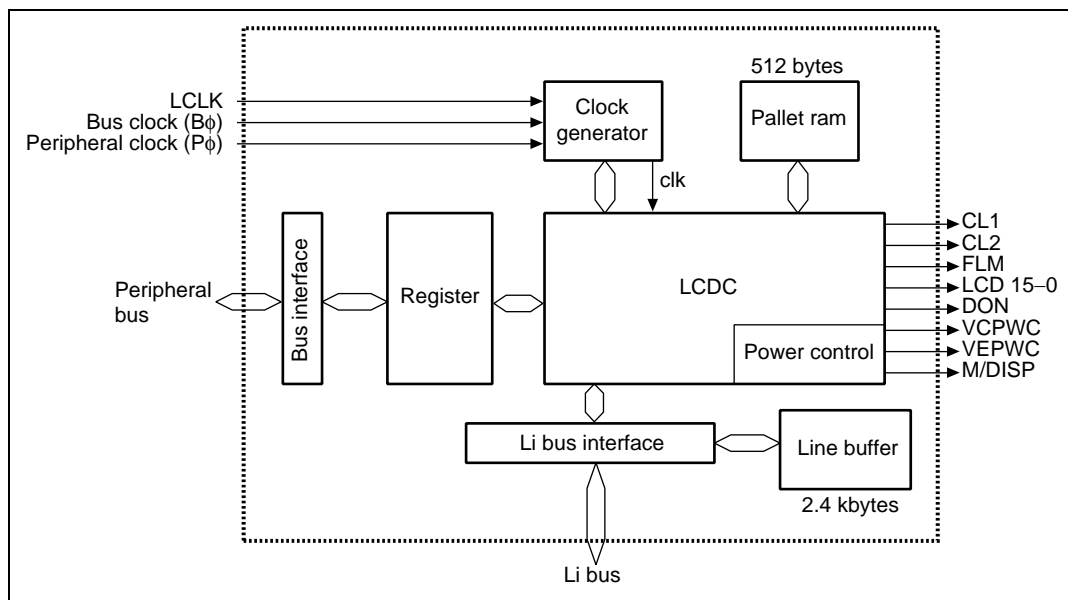 512 bytes
LCLK
Bus clock (Bϕ)
Peripheral clock (Pϕ)
Clock
generator
Pallet ram
clk
Peripheral
bus
Bus interface
Register
LCDC
Power control
CL1
CL2
FLM
LCD 15–0
DON
VCPWC
VEPWC
M/DISP
Li bus interface
Line buffer
2.4 kbytes
Li bus